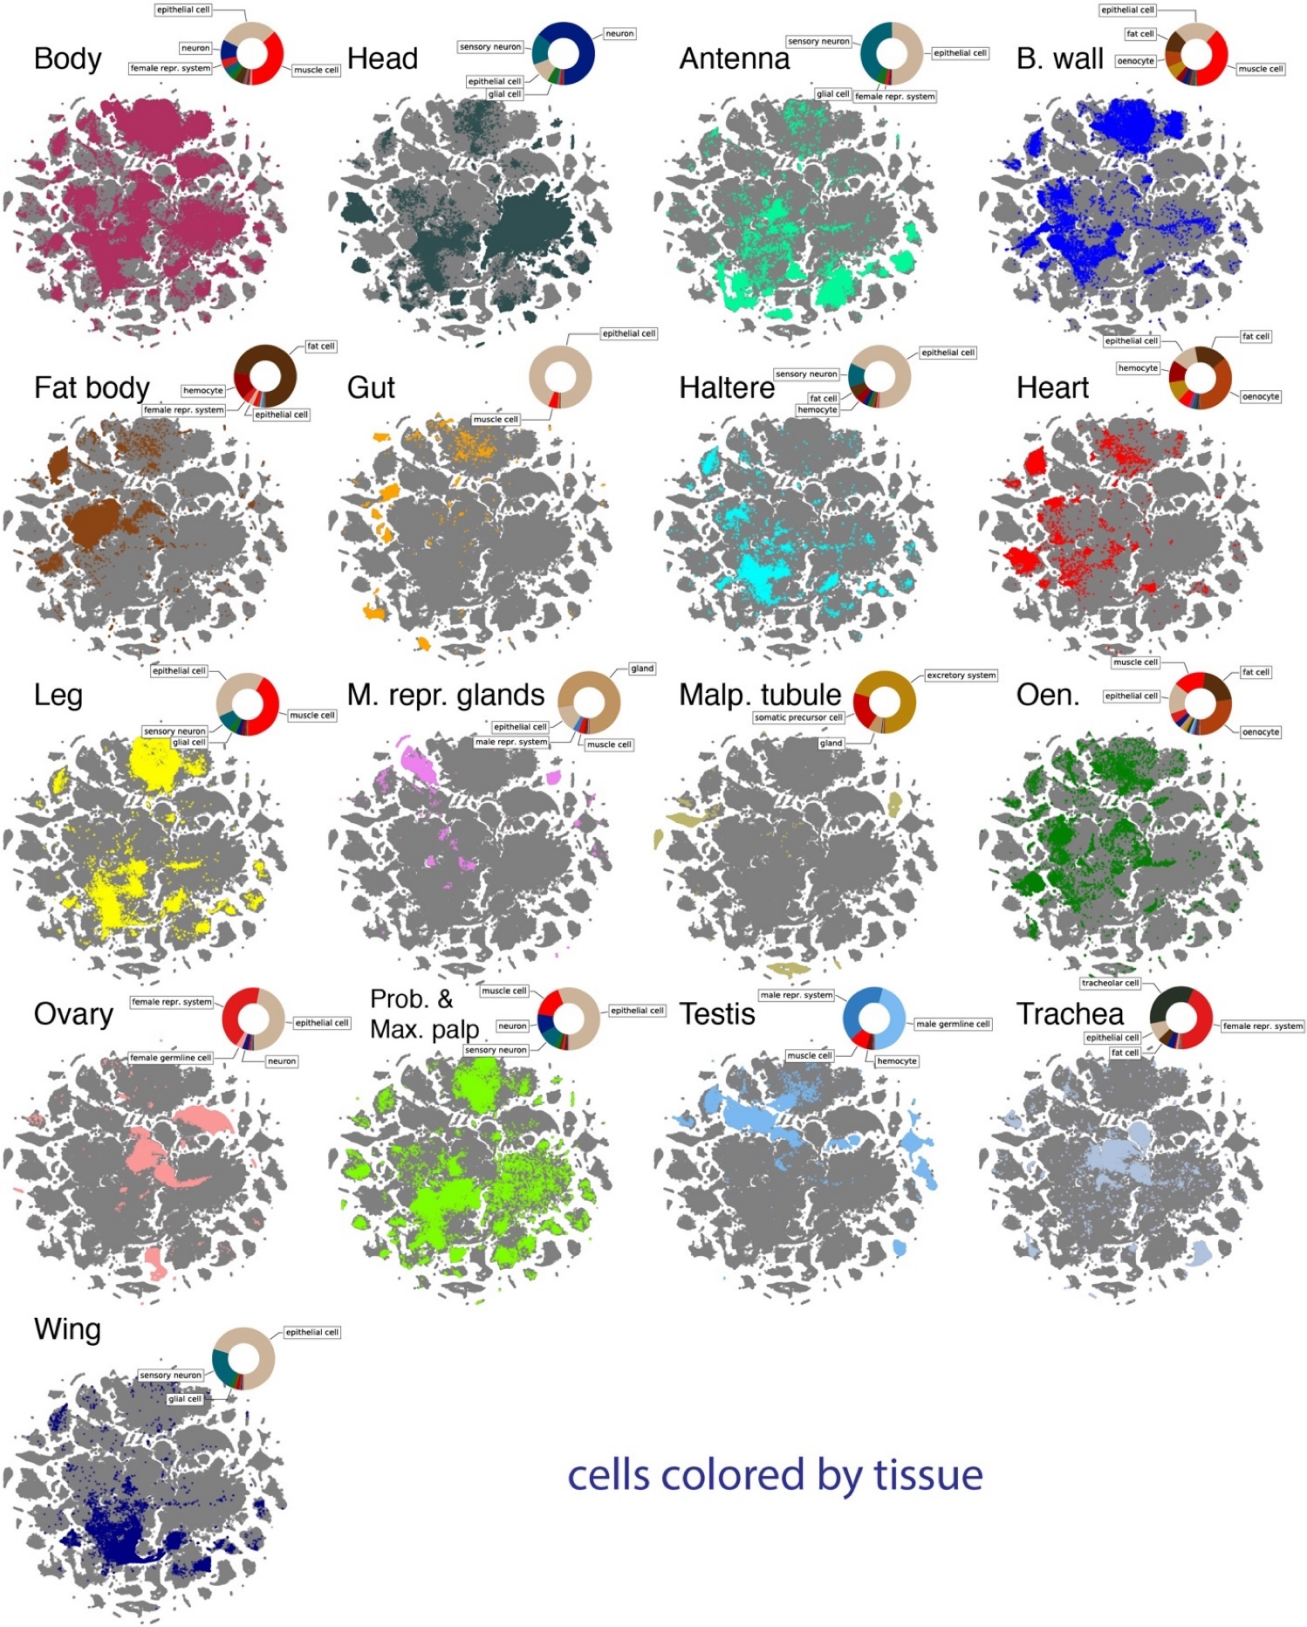 epithelial cell
neuron
female repr. system
muscle cell
Body
neuron
sensory neuron
epithelial cell
glial cell
Head
sensory neuron
epithelial cell
glial cell
female repr. system
Antenna
epithelial cell
fat cell
oenocyte
muscle cell
B. wall
fat cell
hemocyte
female repr. system
epithelial cell
Fat body
epithelial cell
muscle cell
Gut
epithelial cell
sensory neuron
fat cell
hemocyte
Haltere
epithelial cell
fat cell
hemocyte
oenocyte
Heart
epithelial cell
muscle cell
sensory neuron
glial cell
Leg
gland
epithelial cell
male repr. system
muscle cell
M. repr. glands
excretory system
somatic precursor cell
gland
Malp. tubule
muscle cell
fat cell
epithelial cell
oenocyte
Oen.
female repr. system
epithelial cell
female germline cell
neuron
Ovary
muscle cell
epithelial cell
neuron
sensory neuron
Prob. &
Max. palp
male repr. system
male germline cell
muscle cell
hemocyte
Testis
tracheolar cell
female repr. system
epithelial cell
fat cell
Trachea
epithelial cell
sensory neuron
glial cell
Wing
cells colored by tissue